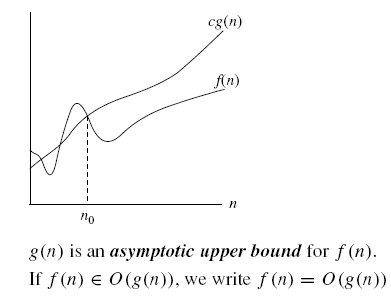 cg(n)
f(n)
n
n₀
g(n) is an asymptotic upper bound for f(n).
If f(n) ∈ O(g(n)), we write f(n) = O(g(n))